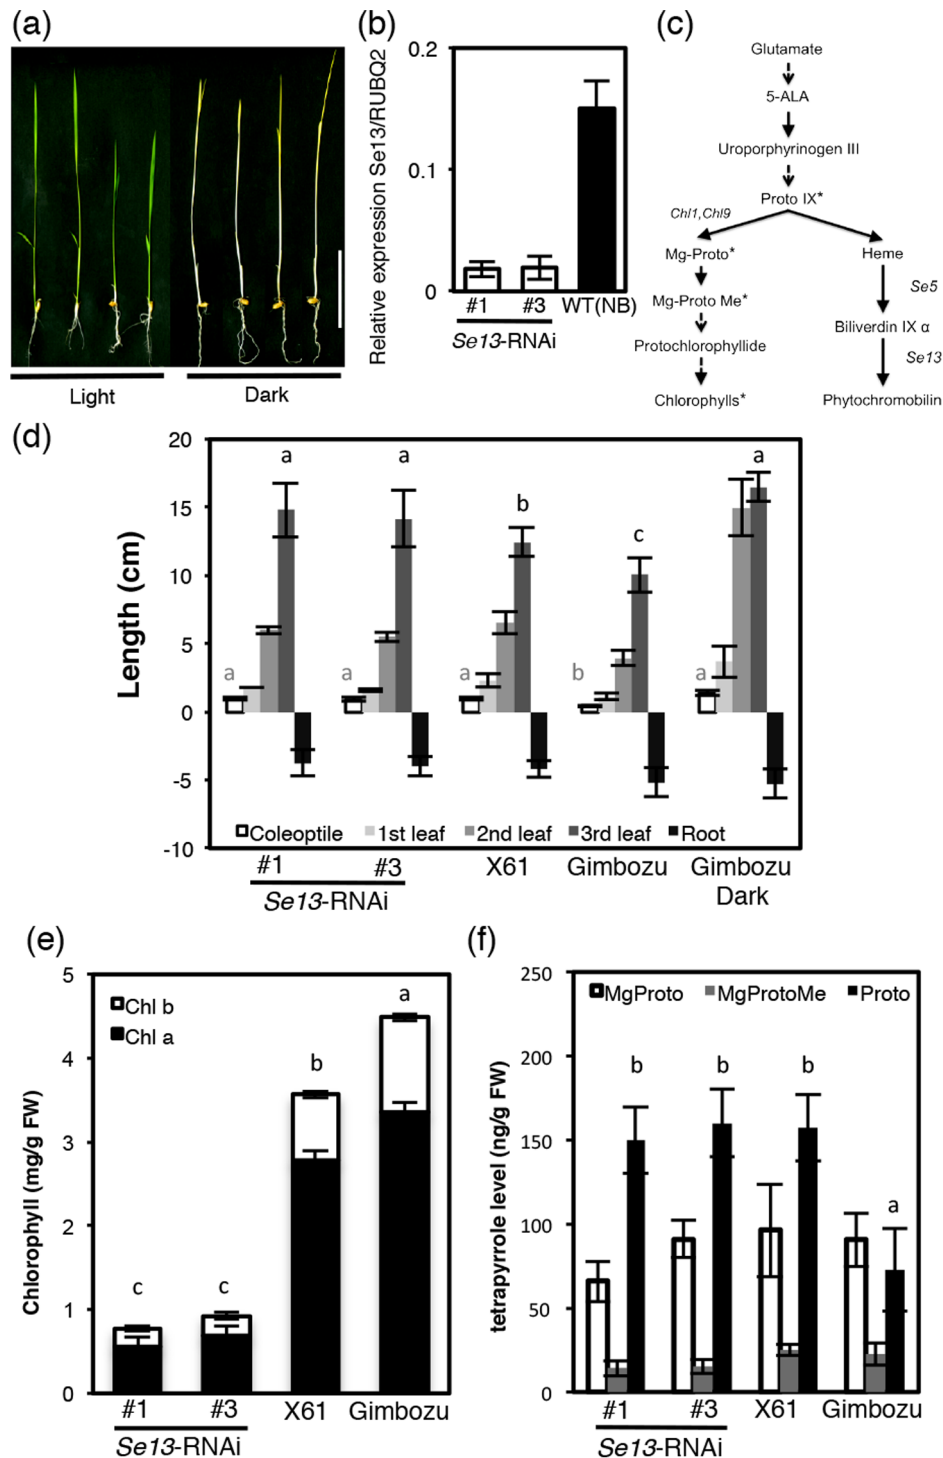 (a)
Light
Dark
(b)
Relative expression Se13/RUBQ2
0.2
0.1
0
#1
#3
WT(NB)
Se13-RNAi
(c)
Glutamate
5-ALA
Uroporphyrinogen III
Proto IX*
Chl1,Chl9
Mg-Proto*
Heme
Se5
Mg-Proto Me*
Biliverdin IX α
Protochlorophyllide
Se13
Chlorophylls*
Phytochromobilin
(d)
Length (cm)
20
15
10
5
0
-5
-10
a
a
b
c
a
a
a
a
b
a
Coleoptile
1st leaf
2nd leaf
3rd leaf
Root
#1
#3
X61
Gimbozu
Gimbozu
Dark
Se13-RNAi
(e)
Chlorophyll (mg/g FW)
5
4
3
2
1
0
Chl b
Chl a
c
c
b
a
#1
#3
X61
Gimbozu
Se13-RNAi
(f)
tetrapyrrole level (ng/g FW)
250
200
150
100
50
0
MgProto
MgProtoMe
Proto
b
b
b
a
#1
#3
X61
Gimbozu
Se13-RNAi